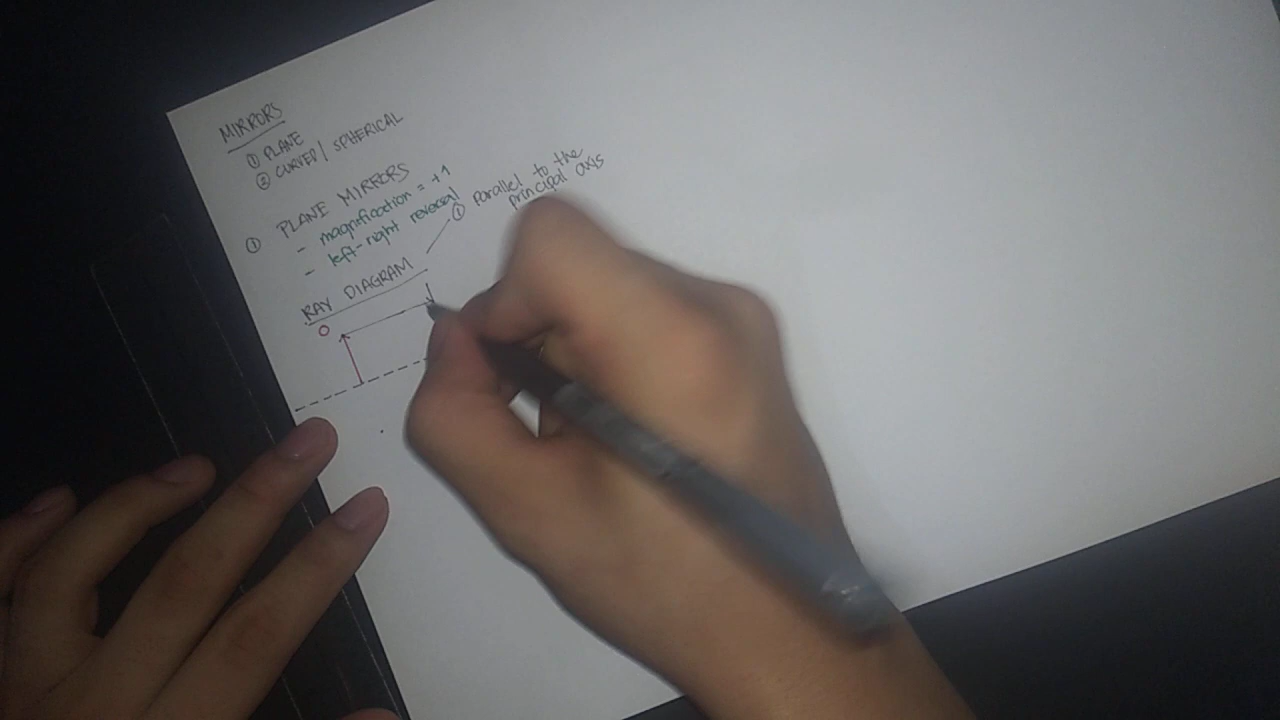 MIRRORS
① PLANE
② CURVED / SPHERICAL
① PLANE MIRRORS
- magnification = +1
- left-right reversal
RAY DIAGRAM
① parallel to the
principal axis
O